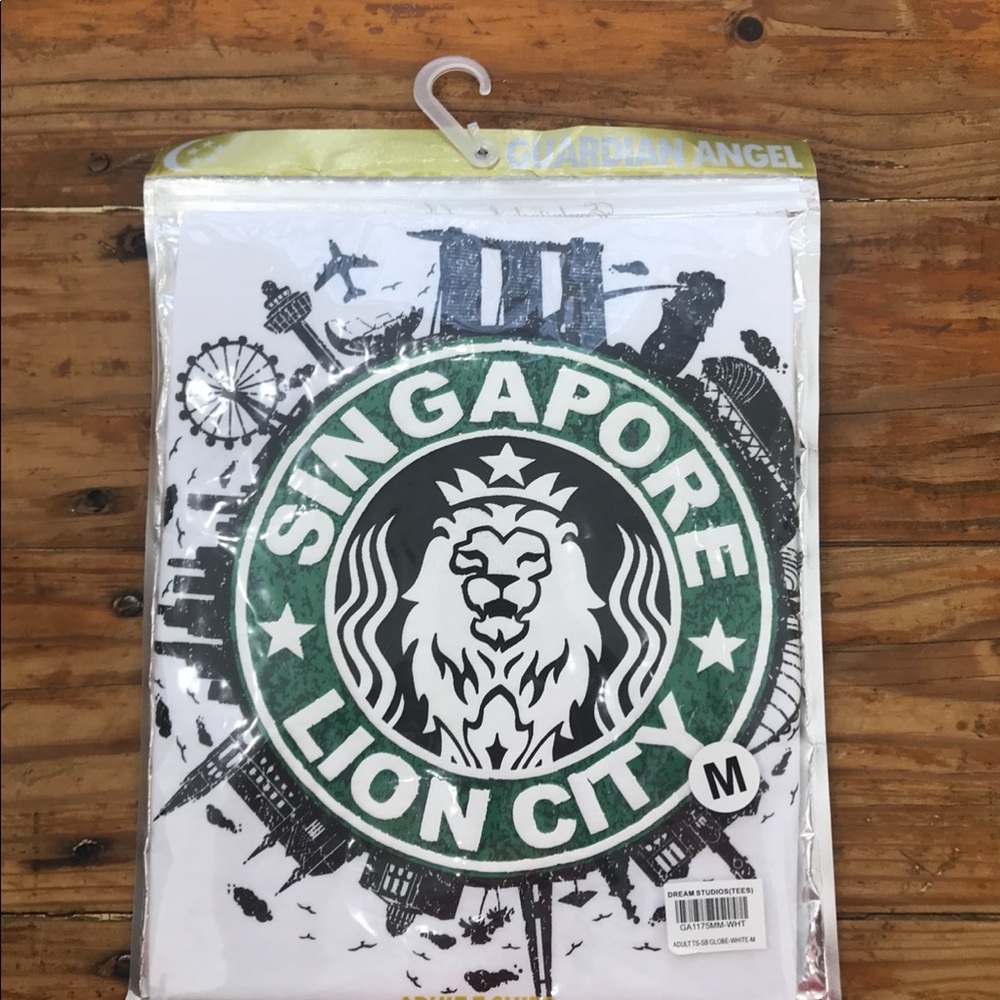 GUARDIAN ANGEL
SINGAPORE
LION CITY
M
DREAM STUDIOS(TEES)
GA1175MM-WHT
ADULT TS-SB GLOBE-WHITE-M